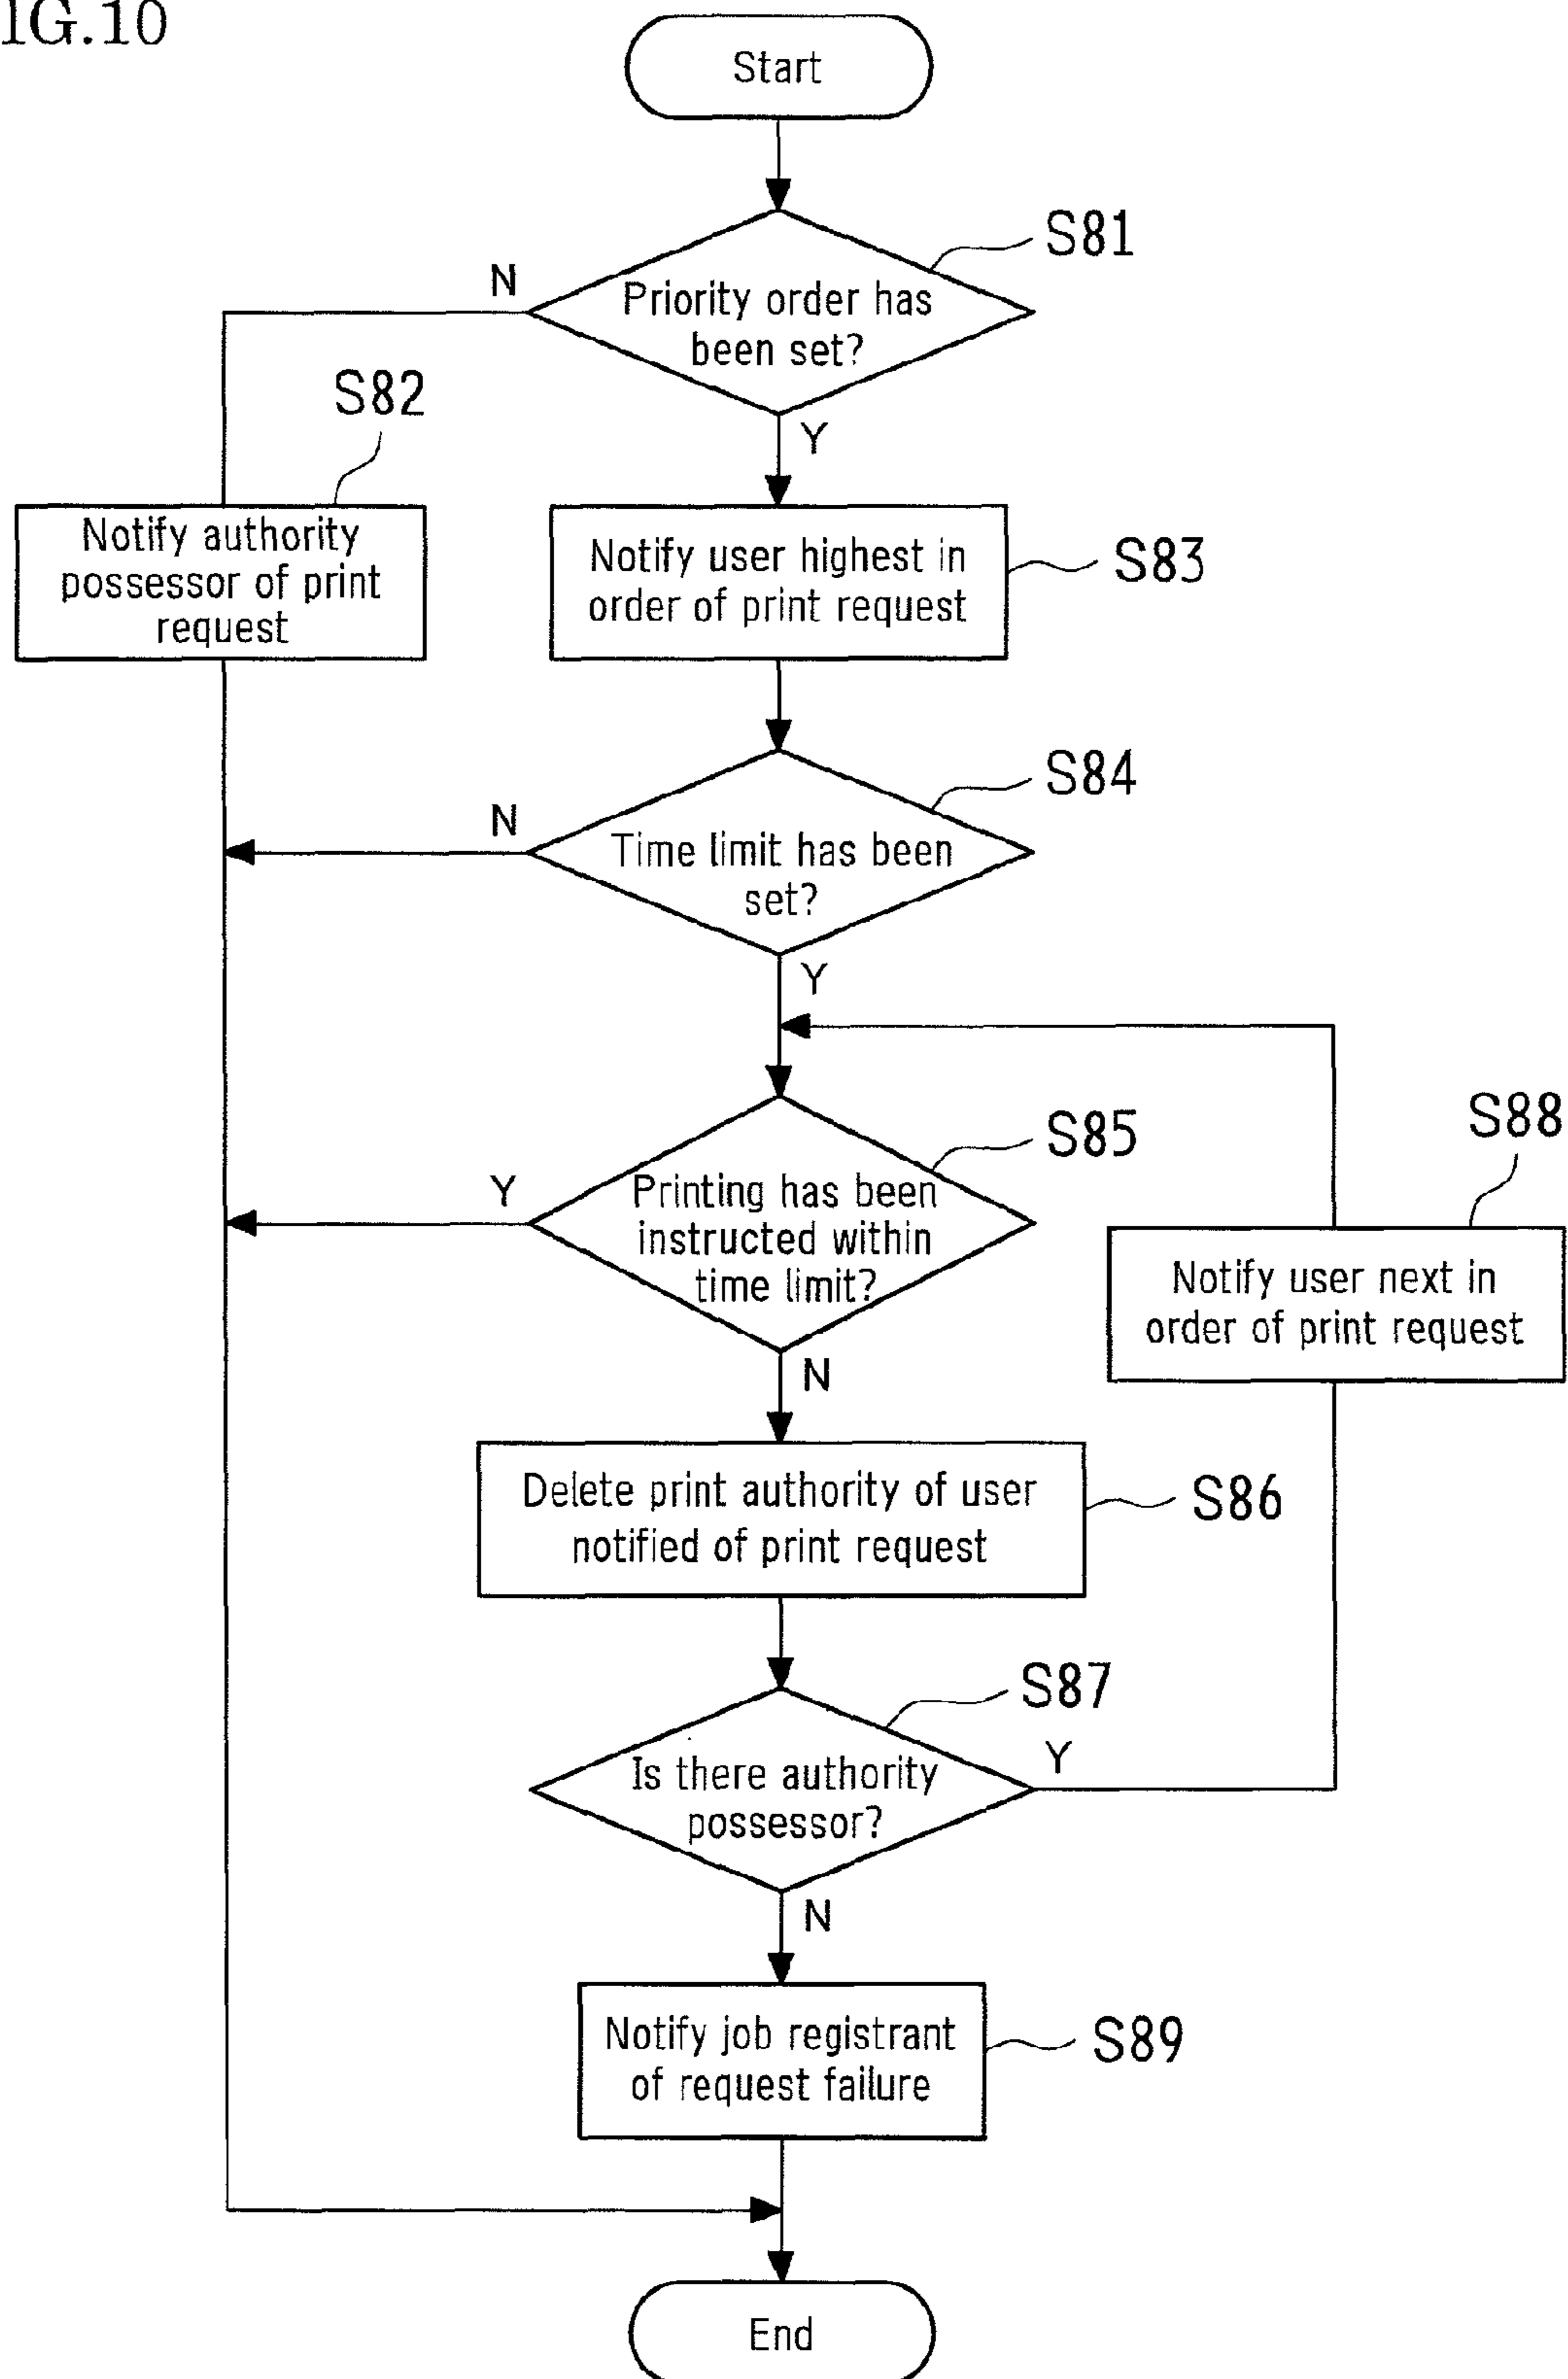 IG.10
Start
S81
N
Priority order has
been set?
S82
Y
Notify authority
possessor of print
request
Notify user highest in
order of print request
S83
S84
N
Time limit has been
set?
Y
S88
S85
Y
Printing has been
instructed within
time limit?
Notify user next in
order of print request
N
Delete print authority of user
notified of print request
S86
S87
Y
Is there authority
possessor?
N
Notify job registrant
of request failure
S89
End